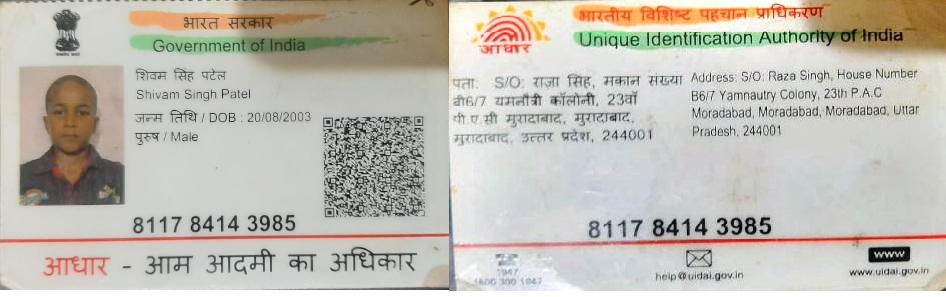 भारत सरकार
Government of India
शिवम सिंह पटेल
Shivam Singh Patel
जन्म तिथि / DOB : 20/08/2003
पुरुष / Male
8117 8414 3985
आधार - आम आदमी का अधिकार
आधार
भारतीय विशिष्ट पहचान प्राधिकरण
Unique Identification Authority of India
पता: S/O: राज़ा सिंह, मकान संख्या
बी6/7 यमनौत्री कॉलोनी, 23वॉ
पी.ए.सी मुरादाबाद, मुरादाबाद,
मुरादाबाद, उत्तर प्रदेश, 244001
Address: S/O: Raza Singh, House Number
B6/7 Yamnautry Colony, 23th P.A.C
Moradabad, Moradabad, Moradabad, Uttar
Pradesh, 244001
8117 8414 3985
1947
1800 300 1947
help@uidai.gov.in
www
www.uidai.gov.in